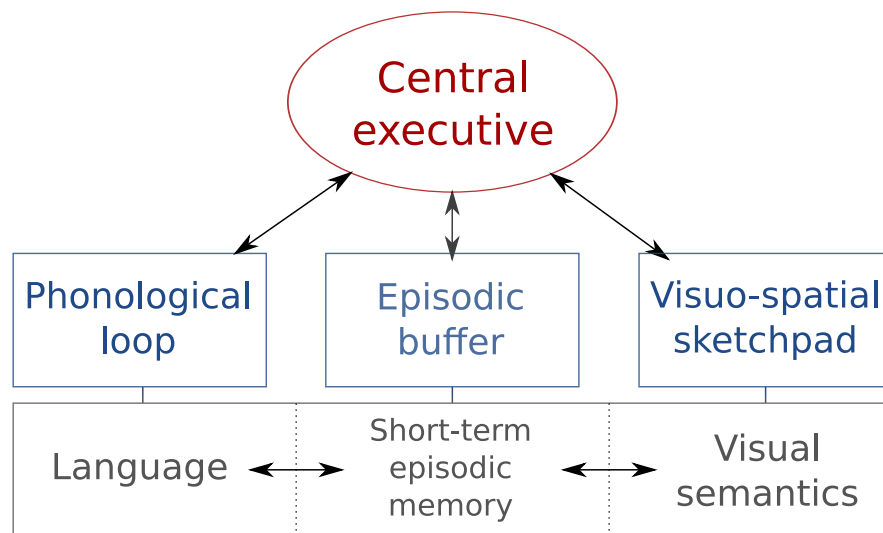 Central
executive
Phonological
loop
Episodic
buffer
Visuo-spatial
sketchpad
Language
Short-term
episodic
memory
Visual
semantics